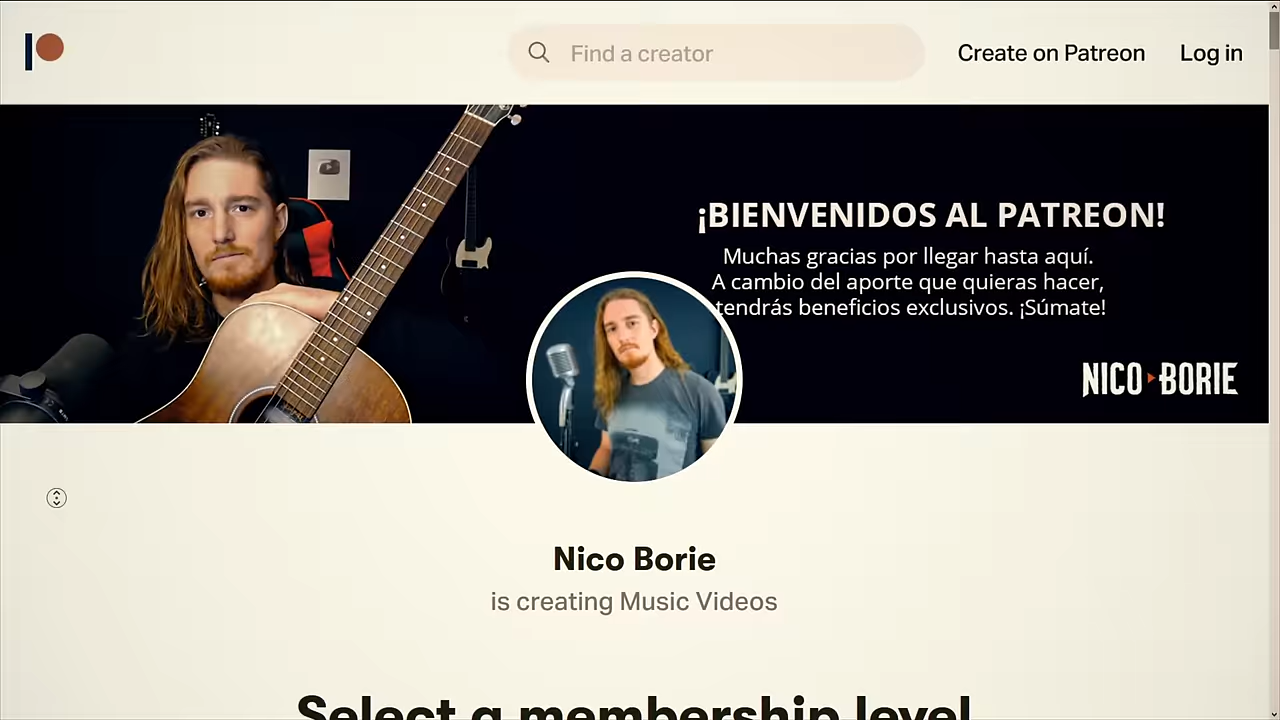 Find a creator
Create on Patreon
Log in
¡BIENVENIDOS AL PATREON!
Muchas gracias por llegar hasta aquí.
A cambio del aporte que quieras hacer,
tendrás beneficios exclusivos. ¡Súmate!
NICO BORIE
Nico Borie
is creating Music Videos
Select a membership level